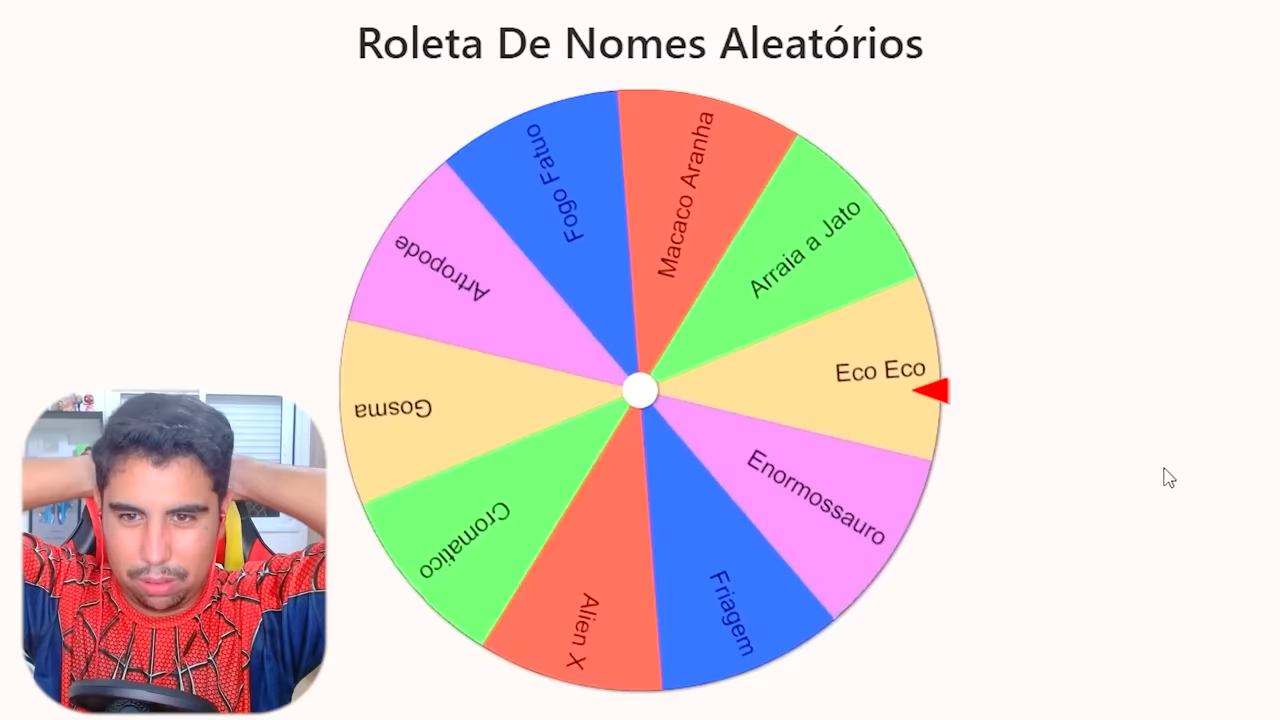 Roleta De Nomes Aleatórios
Fogo Fatuo
Macaco Aranha
Arraia a Jato
Eco Eco
Enormossauro
Friagem
Alien X
Cromatico
Gosma
Artropode